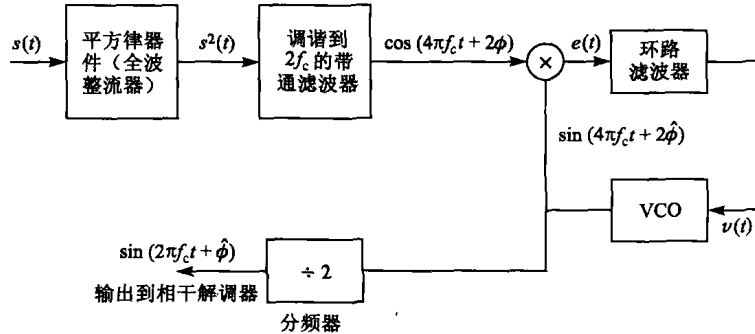 s(t)
平方律器
件（全波
整流器）
s²(t)
调谐到
2f_c的带
通滤波器
cos (4πf_c t + 2ϕ)
×
e(t)
环路
滤波器
sin (4πf_c t + 2ϕ̂)
VCO
v(t)
sin (2πf_c t + ϕ̂)
÷ 2
输出到相干解调器
分频器